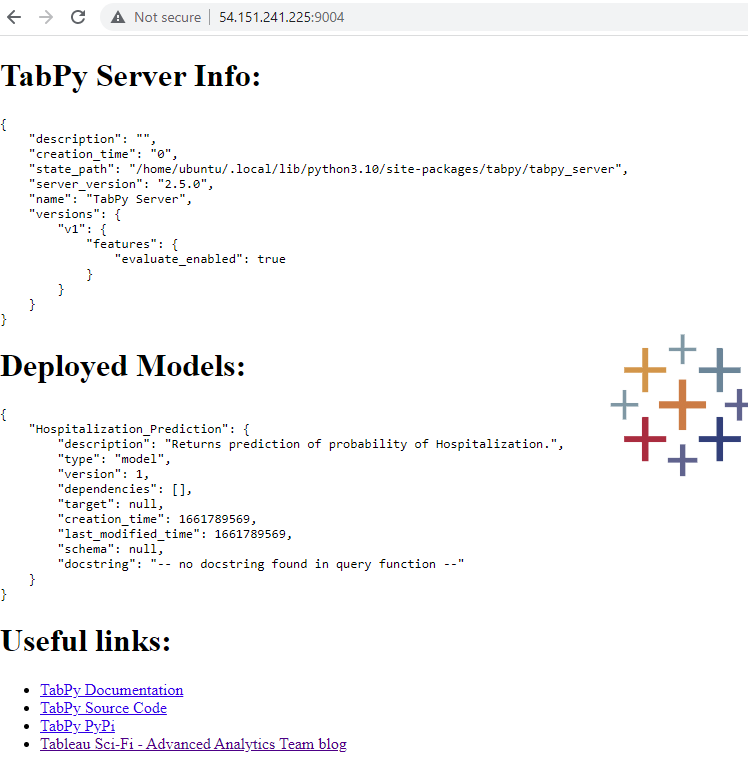 Not secure | 54.151.241.225:9004
TabPy Server Info:
{
    "description": "",
    "creation_time": "0",
    "state_path": "/home/ubuntu/.local/lib/python3.10/site-packages/tabpy/tabpy_server",
    "server_version": "2.5.0",
    "name": "TabPy Server",
    "versions": {
        "v1": {
            "features": {
                "evaluate_enabled": true
            }
        }
    }
}
Deployed Models:
{
    "Hospitalization_Prediction": {
        "description": "Returns prediction of probability of Hospitalization.",
        "type": "model",
        "version": 1,
        "dependencies": [],
        "target": null,
        "creation_time": 1661789569,
        "last_modified_time": 1661789569,
        "schema": null,
        "docstring": "-- no docstring found in query function --"
    }
}
Useful links:
• TabPy Documentation
• TabPy Source Code
• TabPy PyPi
• Tableau Sci-Fi - Advanced Analytics Team blog